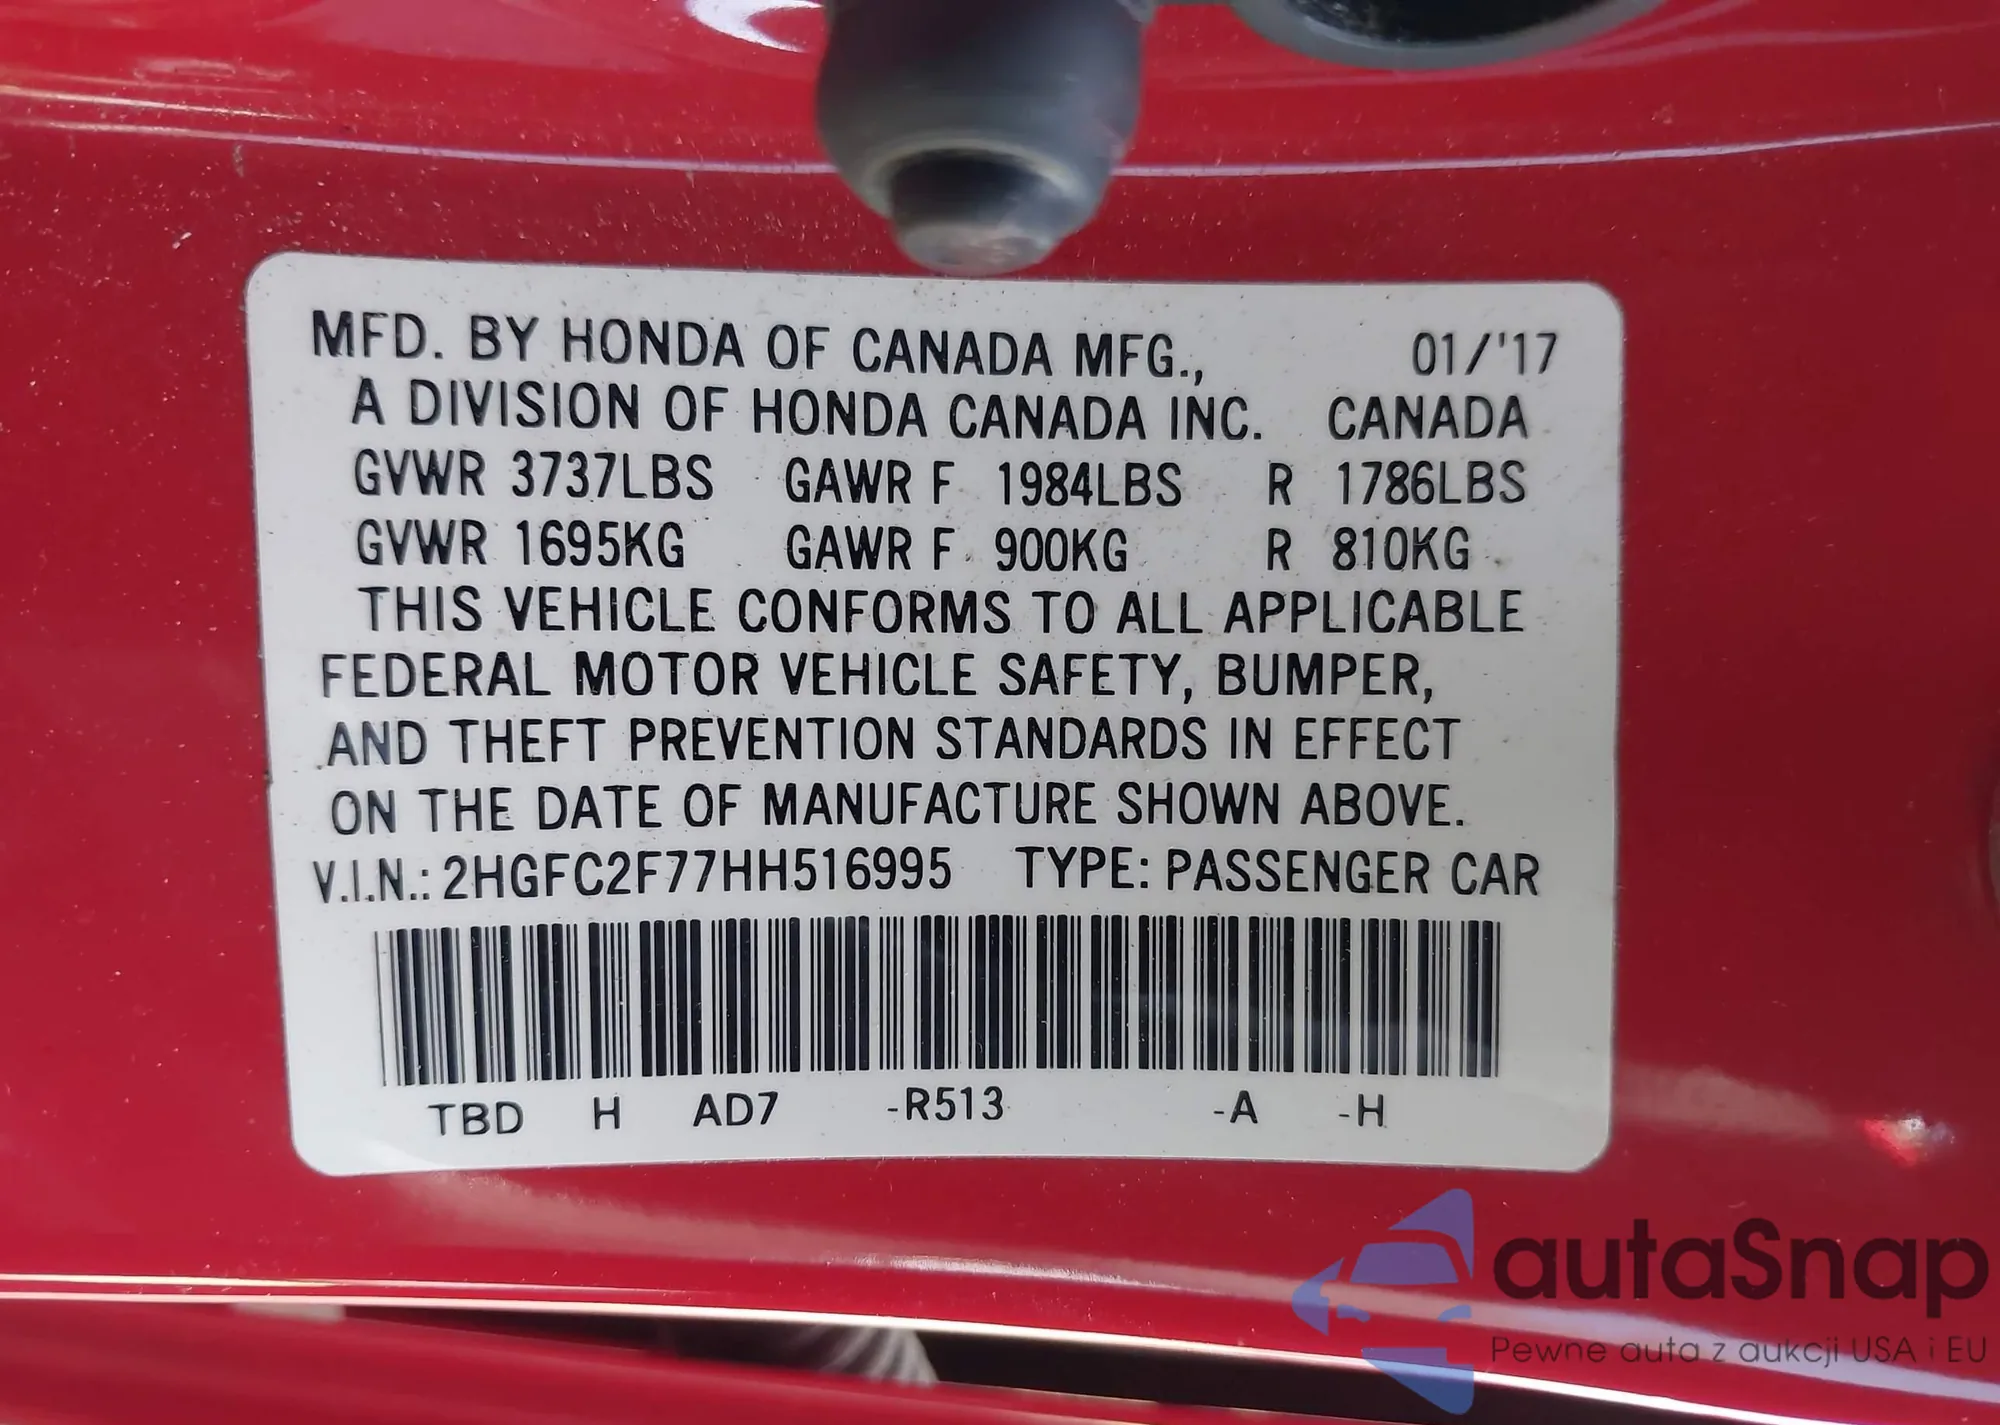 MFD. BY HONDA OF CANADA MFG., 01/'17
A DIVISION OF HONDA CANADA INC. CANADA
GVWR 3737LBS GAWR F 1984LBS R 1786LBS
GVWR 1695KG GAWR F 900KG R 810KG
THIS VEHICLE CONFORMS TO ALL APPLICABLE
FEDERAL MOTOR VEHICLE SAFETY, BUMPER,
AND THEFT PREVENTION STANDARDS IN EFFECT
ON THE DATE OF MANUFACTURE SHOWN ABOVE.
V.I.N.: 2HGFC2F77HH516995 TYPE: PASSENGER CAR
TBD H AD7 -R513 -A -H
autaSnap
Pewne auta z aukcji USA i EU